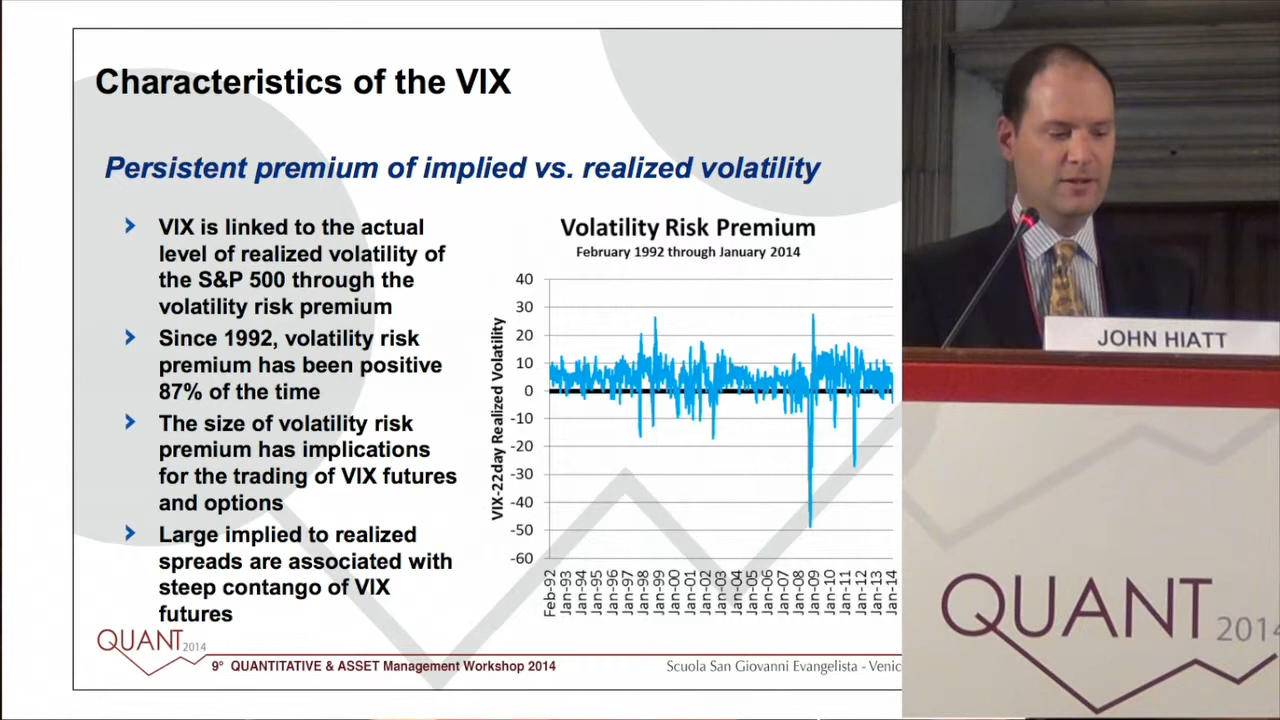 Characteristics of the VIX
Persistent premium of implied vs. realized volatility
VIX is linked to the actual
level of realized volatility of
the S&P 500 through the
volatility risk premium
Since 1992, volatility risk
premium has been positive
87% of the time
The size of volatility risk
premium has implications
for the trading of VIX futures
and options
Large implied to realized
spreads are associated with
steep contango of VIX
futures
Volatility Risk Premium
February 1992 through January 2014
VIX-22day Realized Volatility
40
30
20
10
0
-10
-20
-30
-40
-50
-60
Feb-92
Jan-93
Jan-94
Jan-95
Jan-96
Jan-97
Jan-98
Jan-99
Jan-00
Jan-01
Jan-02
Jan-03
Jan-04
Jan-05
Jan-06
Jan-07
Jan-08
Jan-09
Jan-10
Jan-11
Jan-12
Jan-13
Jan-14
QUANT 2014
9° QUANTITATIVE & ASSET Management Workshop 2014
Scuola San Giovanni Evangelista - Venic
JOHN HIATT
QUANT 2014